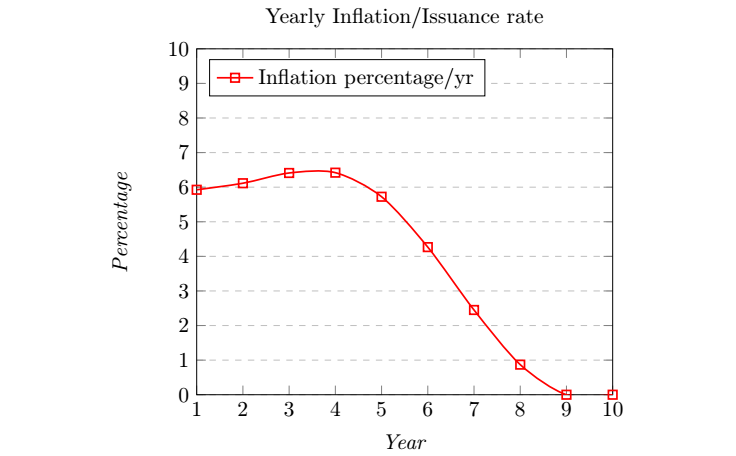 Yearly Inflation/Issuance rate
10
9
8
7
6
5
4
3
2
1
0
Inflation percentage/yr
Percentage
1 2 3 4 5 6 7 8 9 10
Year